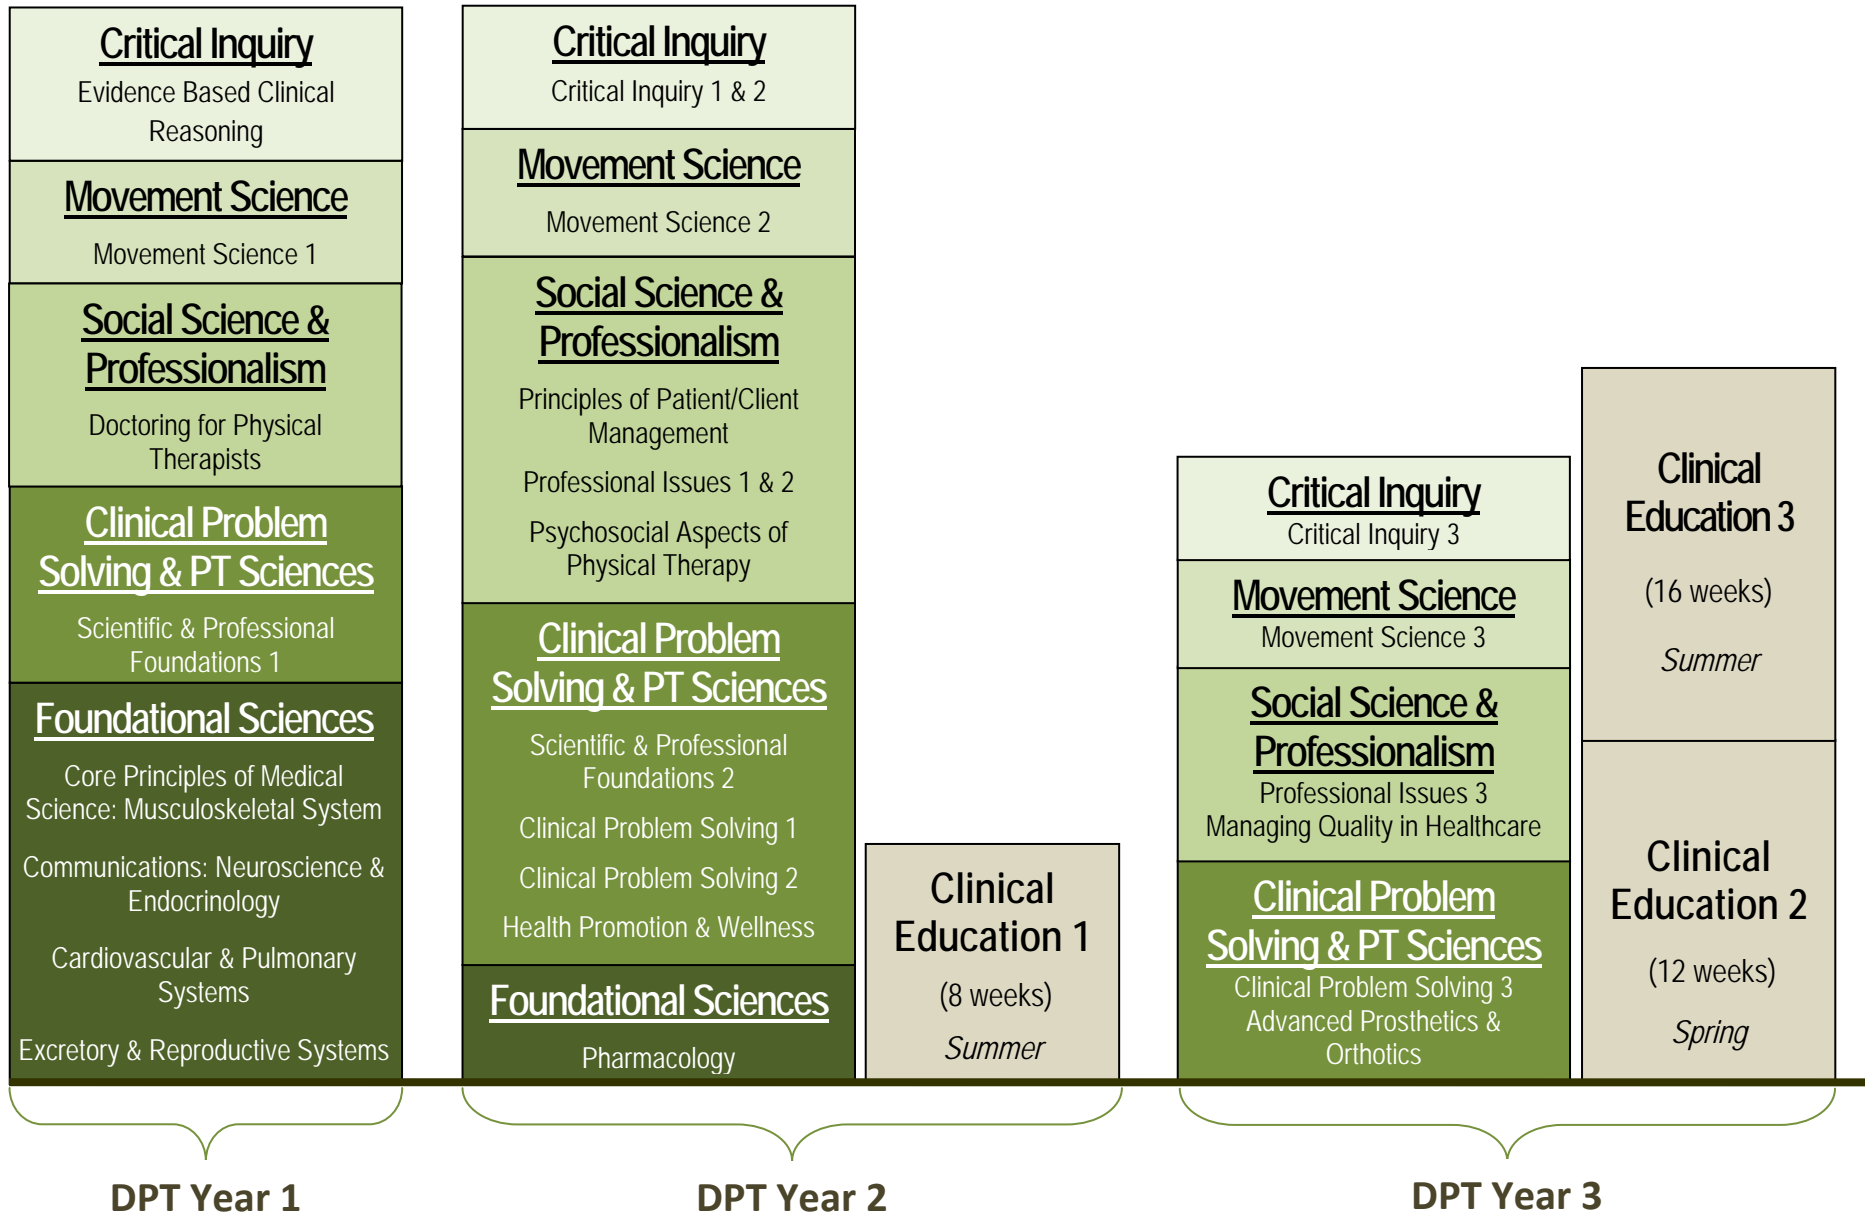 Critical Inquiry
Evidence Based Clinical
Reasoning
Movement Science
Movement Science 1
Social Science &
Professionalism
Doctoring for Physical
Therapists
Clinical Problem
Solving & PT Sciences
Scientific & Professional
Foundations 1
Foundational Sciences
Core Principles of Medical
Science: Musculoskeletal System
Communications: Neuroscience &
Endocrinology
Cardiovascular & Pulmonary
Systems
Excretory & Reproductive Systems
DPT Year 1
Critical Inquiry
Critical Inquiry 1 & 2
Movement Science
Movement Science 2
Social Science &
Professionalism
Principles of Patient/Client
Management
Professional Issues 1 & 2
Psychosocial Aspects of
Physical Therapy
Clinical Problem
Solving & PT Sciences
Scientific & Professional
Foundations 2
Clinical Problem Solving 1
Clinical Problem Solving 2
Health Promotion & Wellness
Foundational Sciences
Pharmacology
Clinical
Education 1
(8 weeks)
Summer
DPT Year 2
Critical Inquiry
Critical Inquiry 3
Movement Science
Movement Science 3
Social Science &
Professionalism
Professional Issues 3
Managing Quality in Healthcare
Clinical Problem
Solving & PT Sciences
Clinical Problem Solving 3
Advanced Prosthetics &
Orthotics
Clinical
Education 3
(16 weeks)
Summer
Clinical
Education 2
(12 weeks)
Spring
DPT Year 3